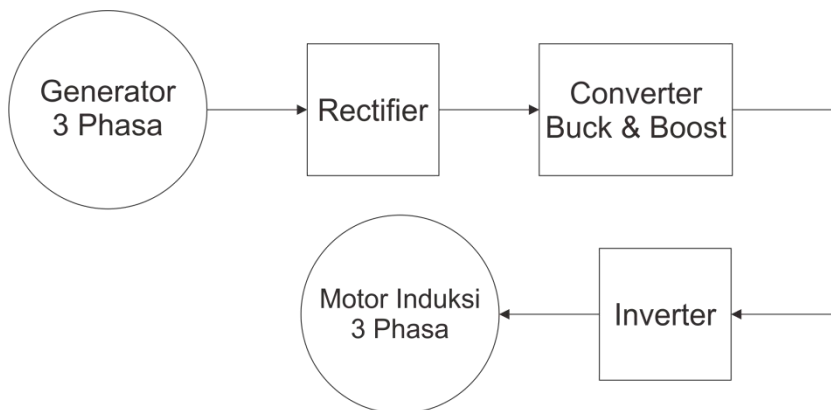 Generator
3 Phasa
Rectifier
Converter
Buck & Boost
Motor Induksi
3 Phasa
Inverter